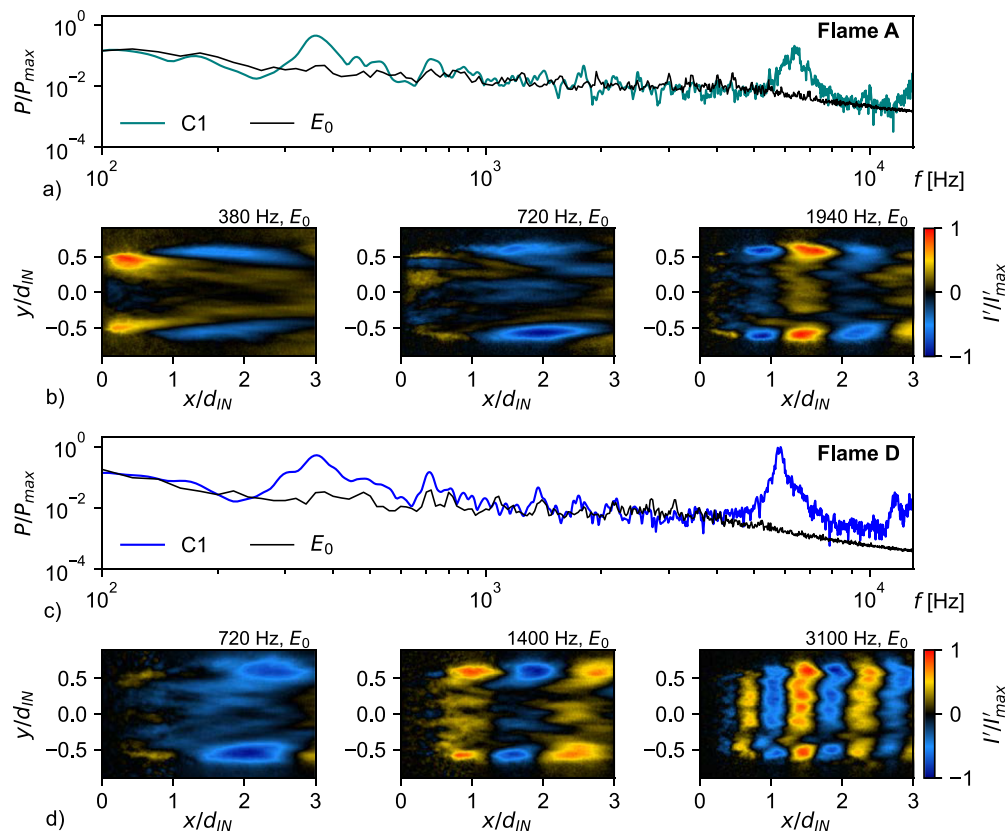 Flame A
P/P_max
10^0
10^-2
10^-4
C1
E_0
10^2
10^3
10^4
f [Hz]
a)
380 Hz, E_0
720 Hz, E_0
1940 Hz, E_0
y/d_IN
0.5
0.0
−0.5
0.5
0.0
−0.5
0.5
0.0
−0.5
1
0
−1
I′/I′_max
0 1 2 3
0 1 2 3
0 1 2 3
x/d_IN
x/d_IN
x/d_IN
b)
Flame D
P/P_max
10^0
10^-2
10^-4
C1
E_0
10^2
10^3
10^4
f [Hz]
c)
720 Hz, E_0
1400 Hz, E_0
3100 Hz, E_0
y/d_IN
0.5
0.0
−0.5
0.5
0.0
−0.5
0.5
0.0
−0.5
1
0
−1
I′/I′_max
0 1 2 3
0 1 2 3
0 1 2 3
x/d_IN
x/d_IN
x/d_IN
d)